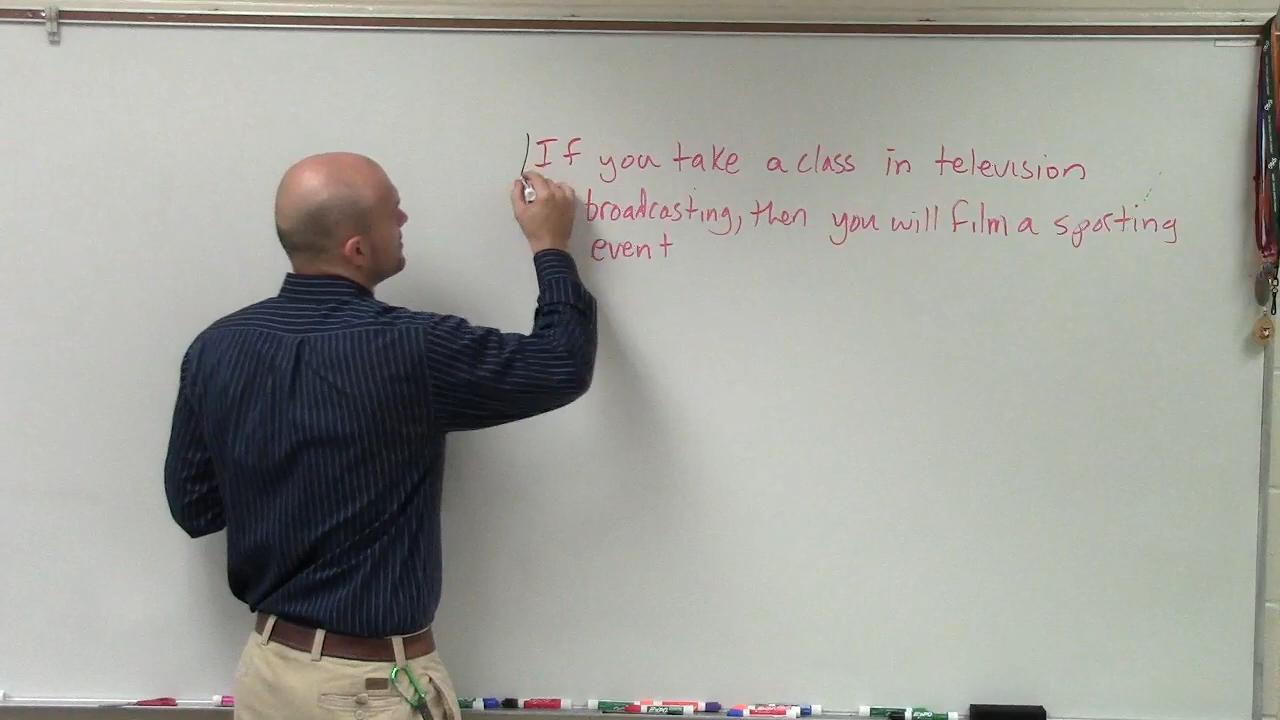 If you take a class in television
broadcasting, then you will film a sporting
event